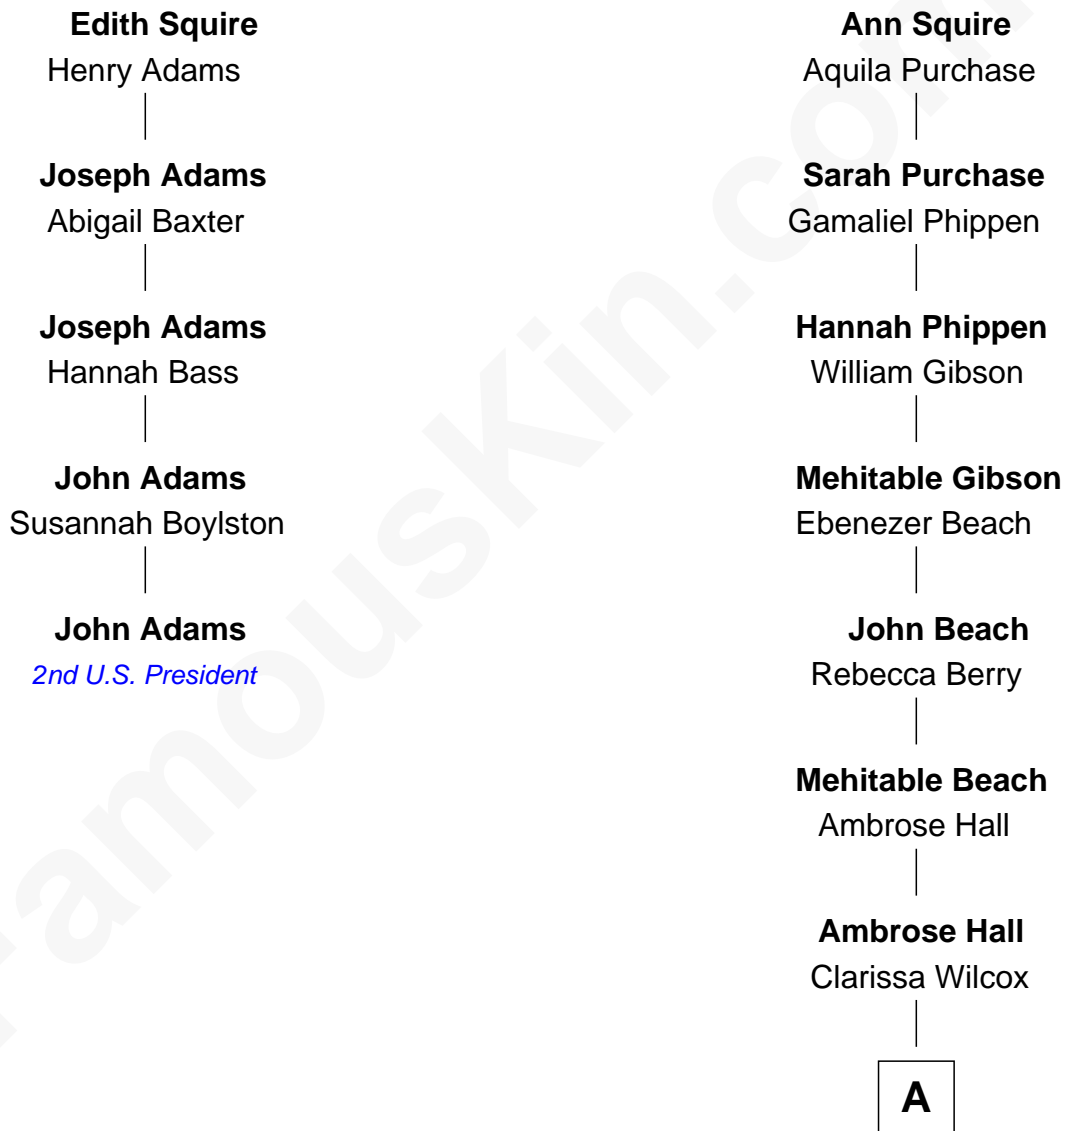 Edith Squire
Henry Adams
Joseph Adams
Abigail Baxter
Joseph Adams
Hannah Bass
John Adams
Susannah Boylston
John Adams
2nd U.S. President
Ann Squire
Aquila Purchase
Sarah Purchase
Gamaliel Phippen
Hannah Phippen
William Gibson
Mehitable Gibson
Ebenezer Beach
John Beach
Rebecca Berry
Mehitable Beach
Ambrose Hall
Ambrose Hall
Clarissa Wilcox
A
FamousKin.com